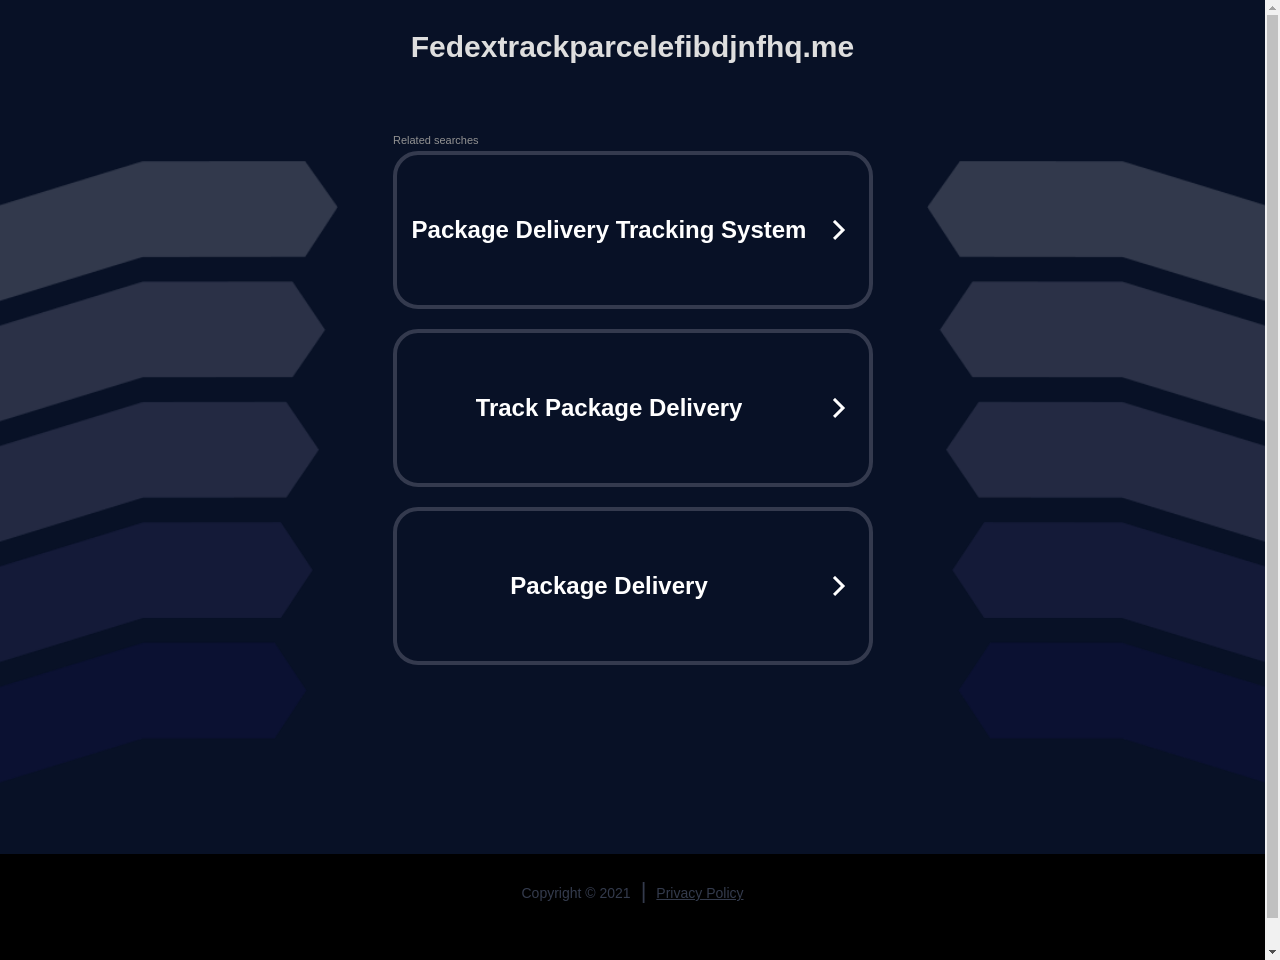 Fedextrackparcelefibdjnfhq.me
Related searches
Package Delivery Tracking System
Track Package Delivery
Package Delivery
Copyright © 2021 | Privacy Policy